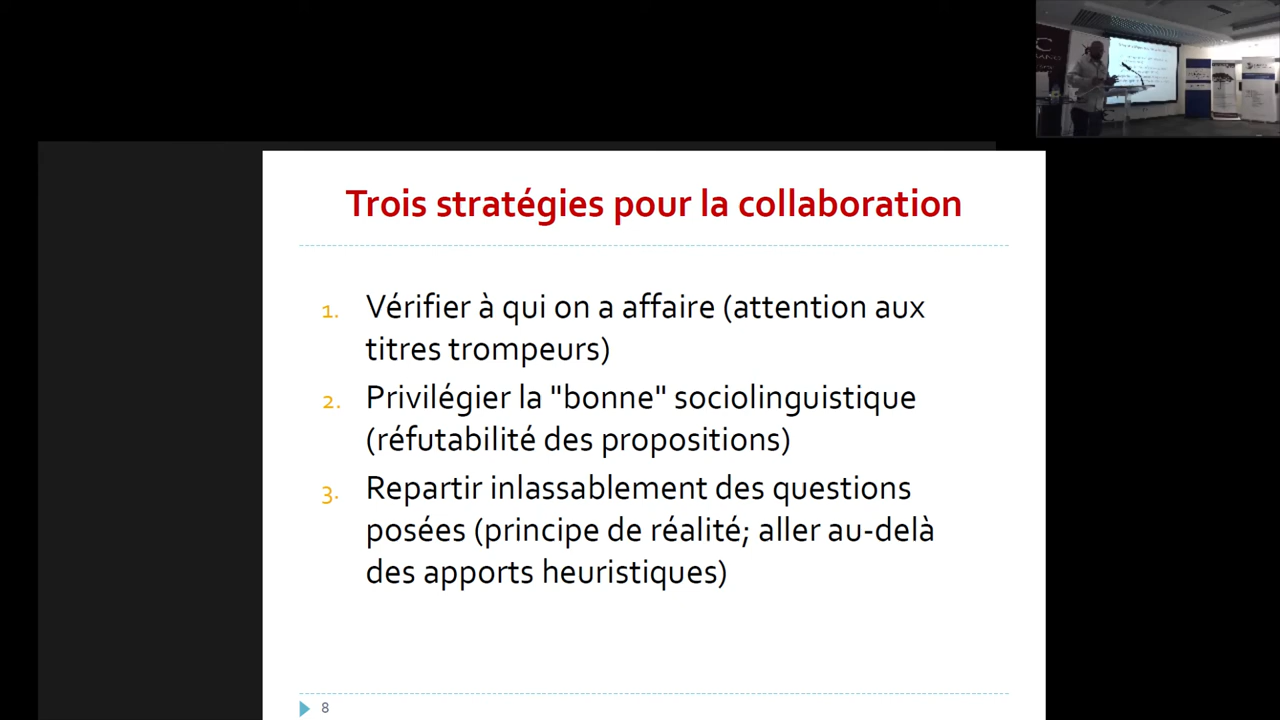 Trois stratégies pour la collaboration
1. Vérifier à qui on a affaire (attention aux
titres trompeurs)
2. Privilégier la "bonne" sociolinguistique
(réfutabilité des propositions)
3. Repartir inlassablement des questions
posées (principe de réalité; aller au-delà
des apports heuristiques)
8